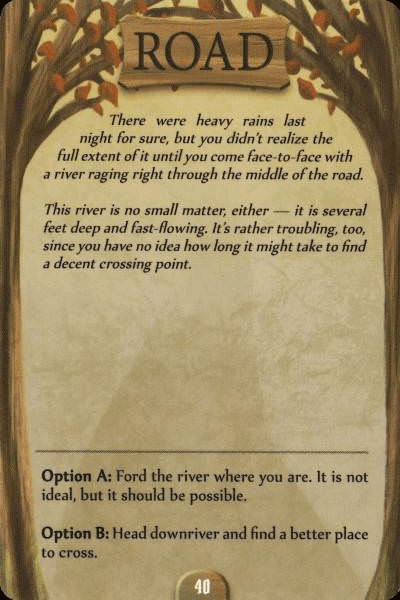 ROAD
There were heavy rains last
night for sure, but you didn't realize the
full extent of it until you come face-to-face with
a river raging right through the middle of the road.
This river is no small matter, either — it is several
feet deep and fast-flowing. It's rather troubling, too,
since you have no idea how long it might take to find
a decent crossing point.
Option A: Ford the river where you are. It is not
ideal, but it should be possible.
Option B: Head downriver and find a better place
to cross.
40